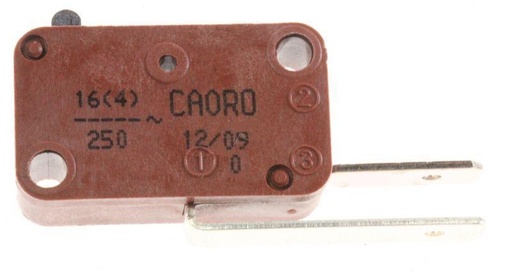 16(4) CAORO
~ ②
250 12/09
① 0 ③